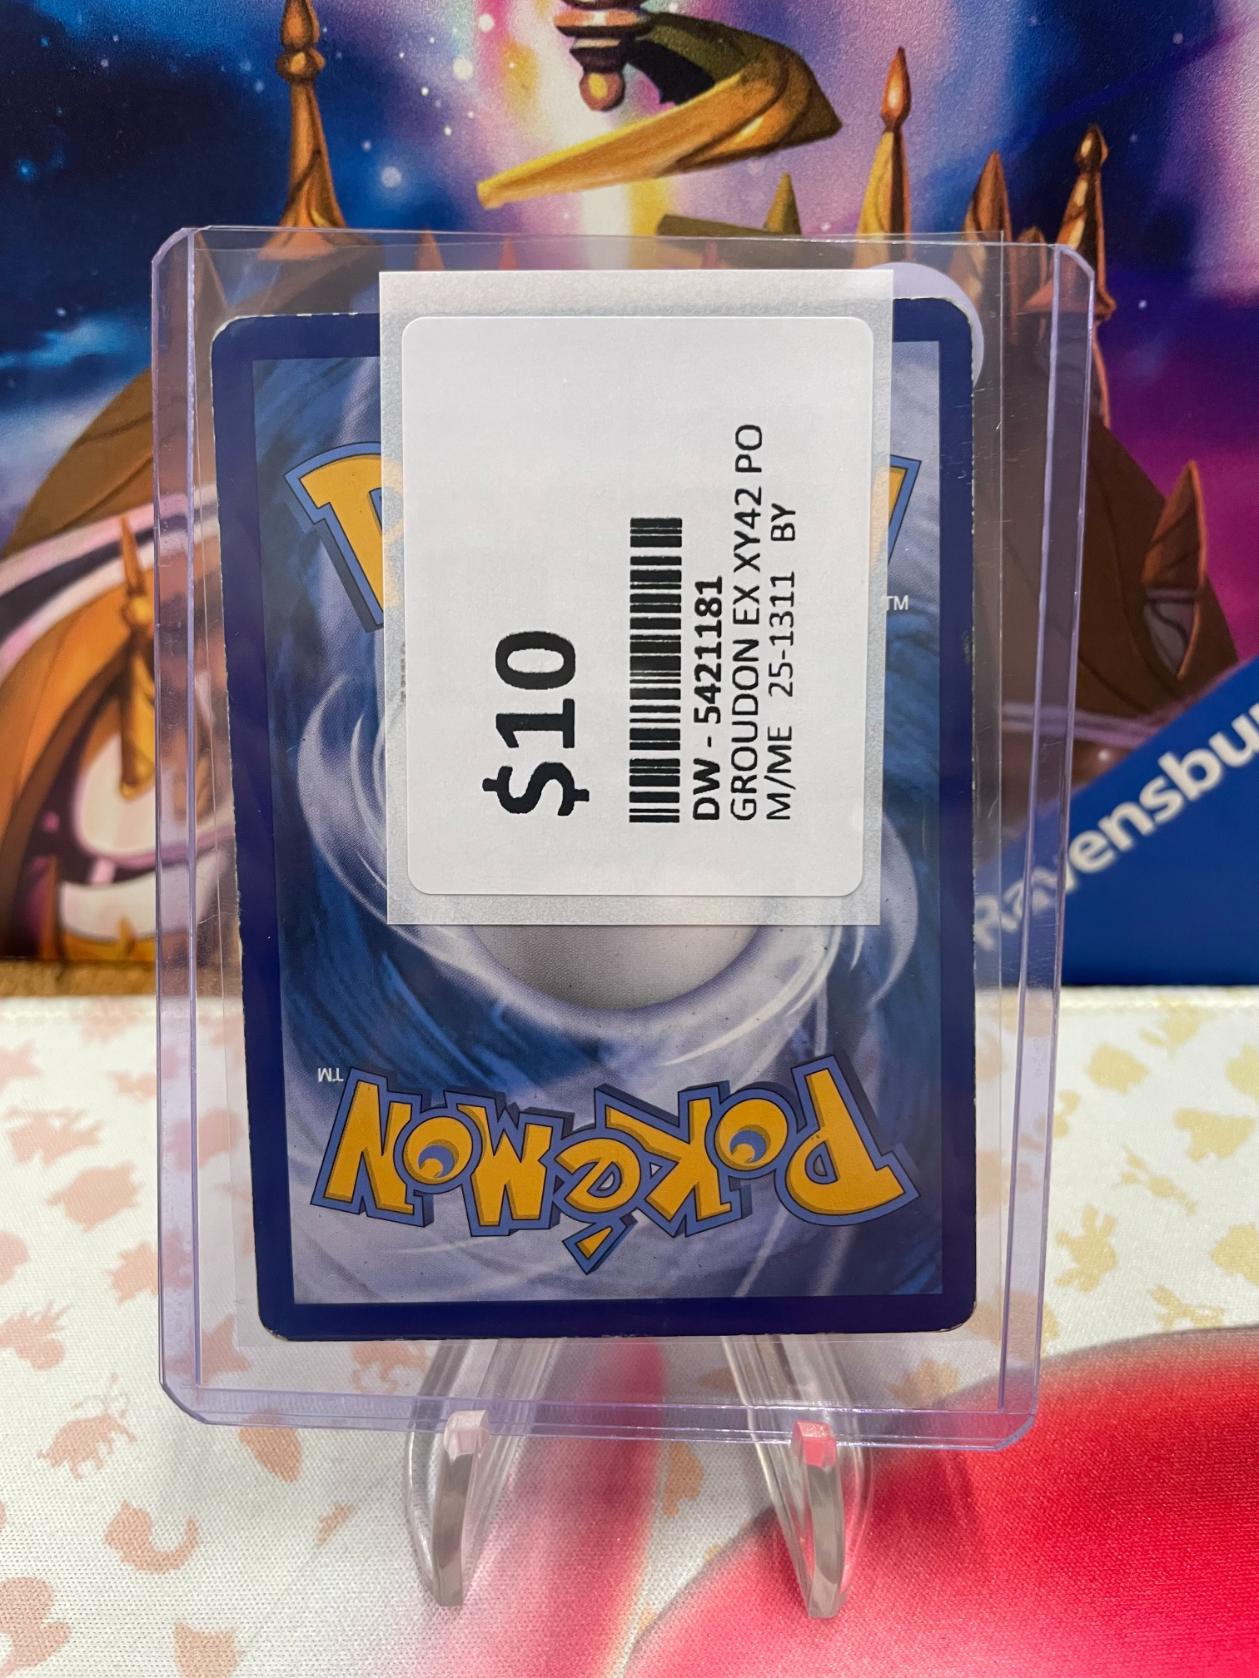 $10
DW - 5421181
GROUDON EX XY42 PO
M/ME 25-1311 BY
TM
TM
POKéMON
Ravensbu